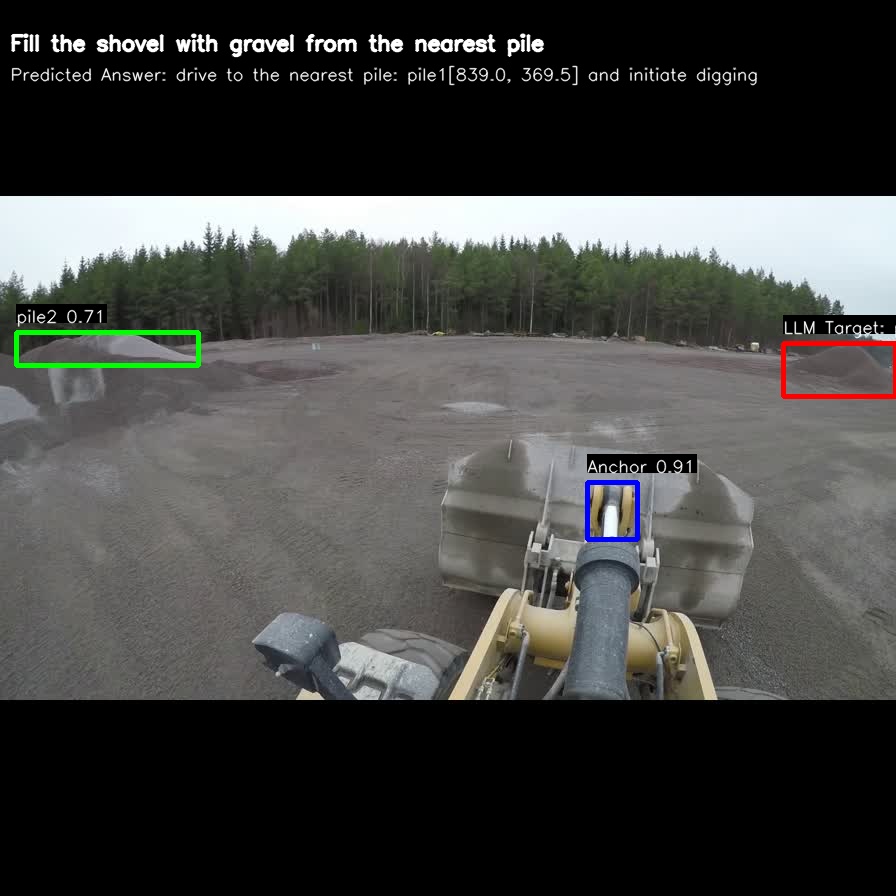 Fill the shovel with gravel from the nearest pile
Predicted Answer: drive to the nearest pile: pile1[839.0, 369.5] and initiate digging
pile2 0.71
LLM Target:
Anchor 0.91